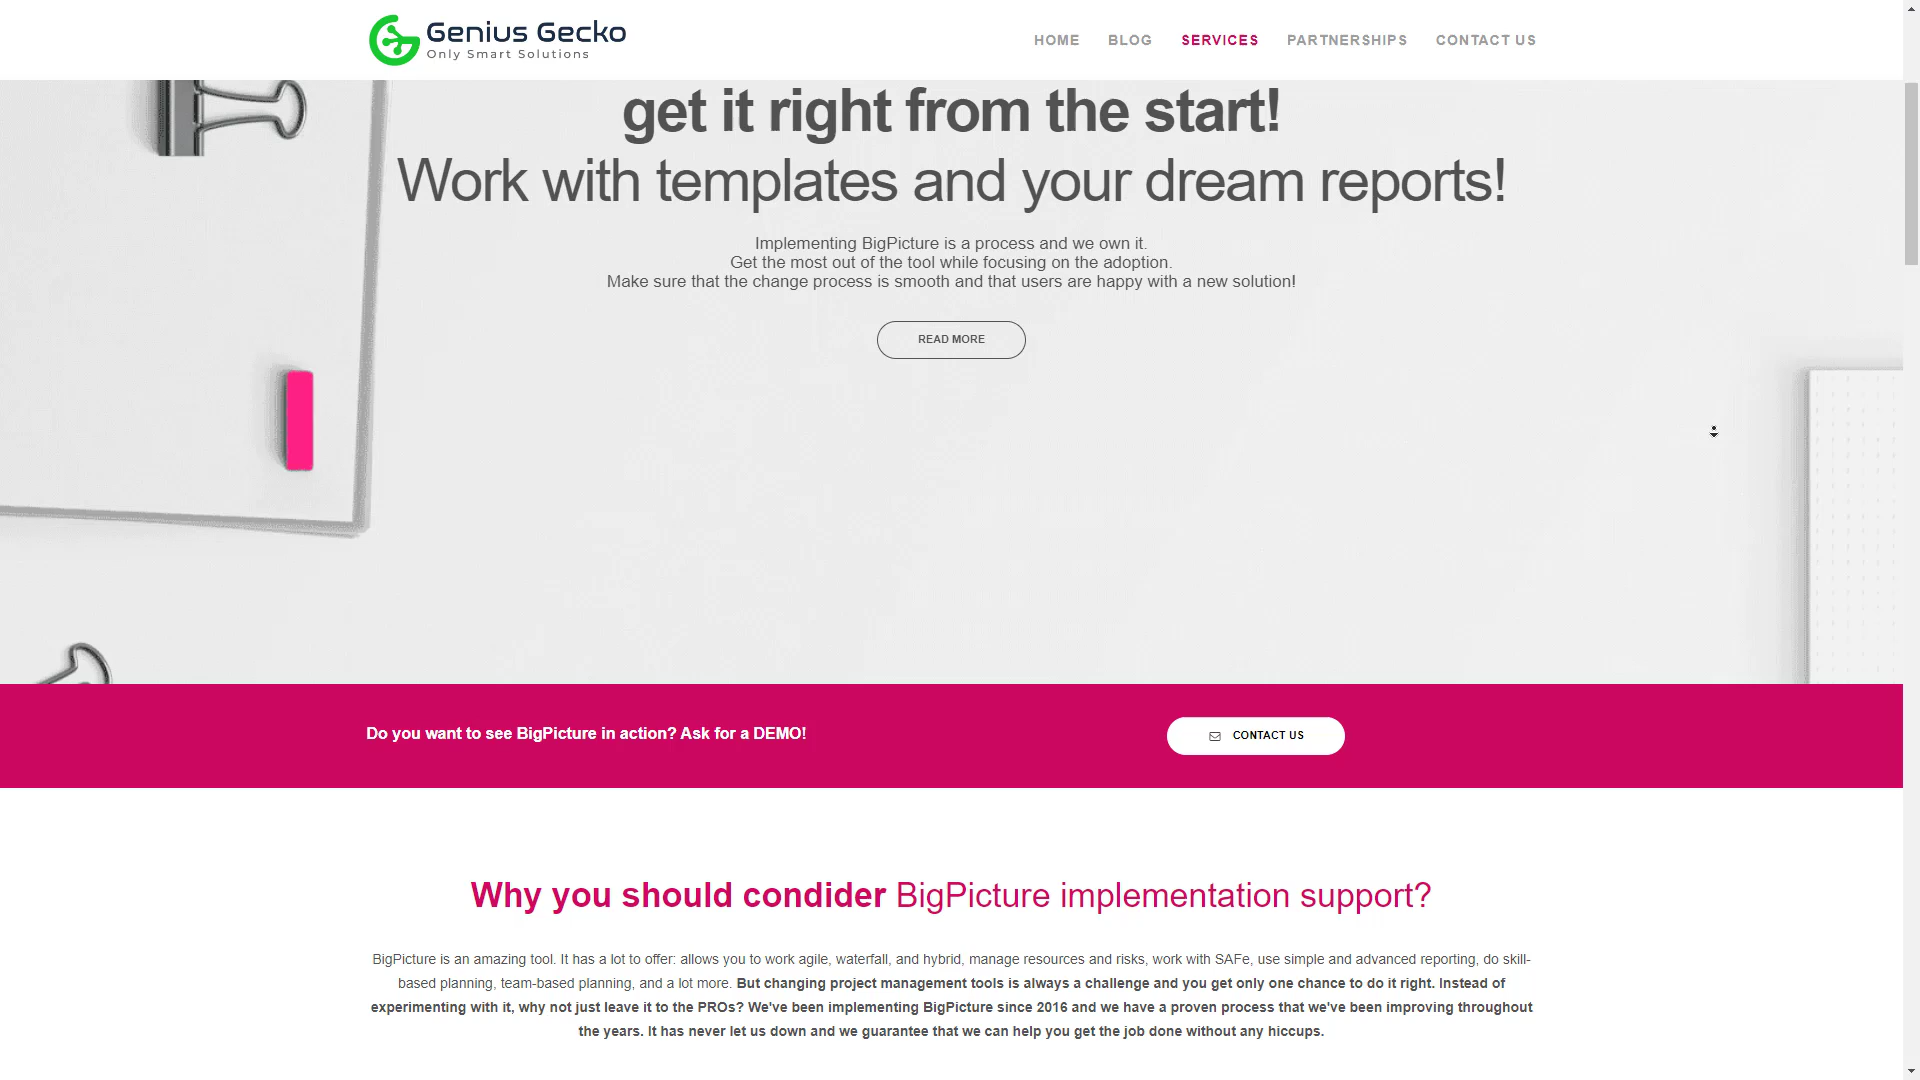 Genius Gecko
Only Smart Solutions
HOME BLOG SERVICES PARTNERSHIPS CONTACT US
get it right from the start!
Work with templates and your dream reports!
Implementing BigPicture is a process and we own it.
Get the most out of the tool while focusing on the adoption.
Make sure that the change process is smooth and that users are happy with a new solution!
READ MORE
Do you want to see BigPicture in action? Ask for a DEMO!
CONTACT US
Why you should condider BigPicture implementation support?
BigPicture is an amazing tool. It has a lot to offer: allows you to work agile, waterfall, and hybrid, manage resources and risks, work with SAFe, use simple and advanced reporting, do skill-
based planning, team-based planning, and a lot more. But changing project management tools is always a challenge and you get only one chance to do it right. Instead of
experimenting with it, why not just leave it to the PROs? We've been implementing BigPicture since 2016 and we have a proven process that we've been improving throughout
the years. It has never let us down and we guarantee that we can help you get the job done without any hiccups.